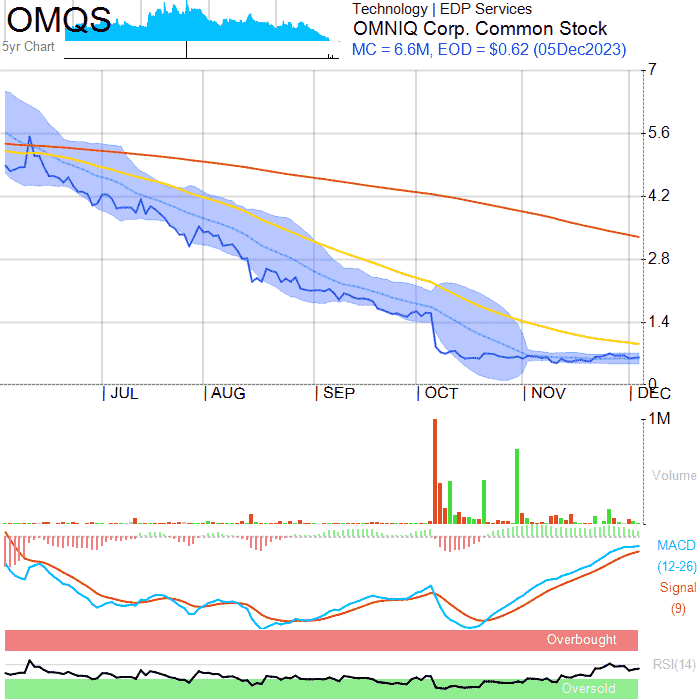 OMQS
5yr Chart
Technology | EDP Services
OMNIQ Corp. Common Stock
MC = 6.6M, EOD = $0.62 (05Dec2023)
7
5.6
4.2
2.8
1.4
0
JUL
AUG
SEP
OCT
NOV
DEC
1M
Volume
MACD
(12-26)
Signal
(9)
Overbought
RSI(14)
Oversold